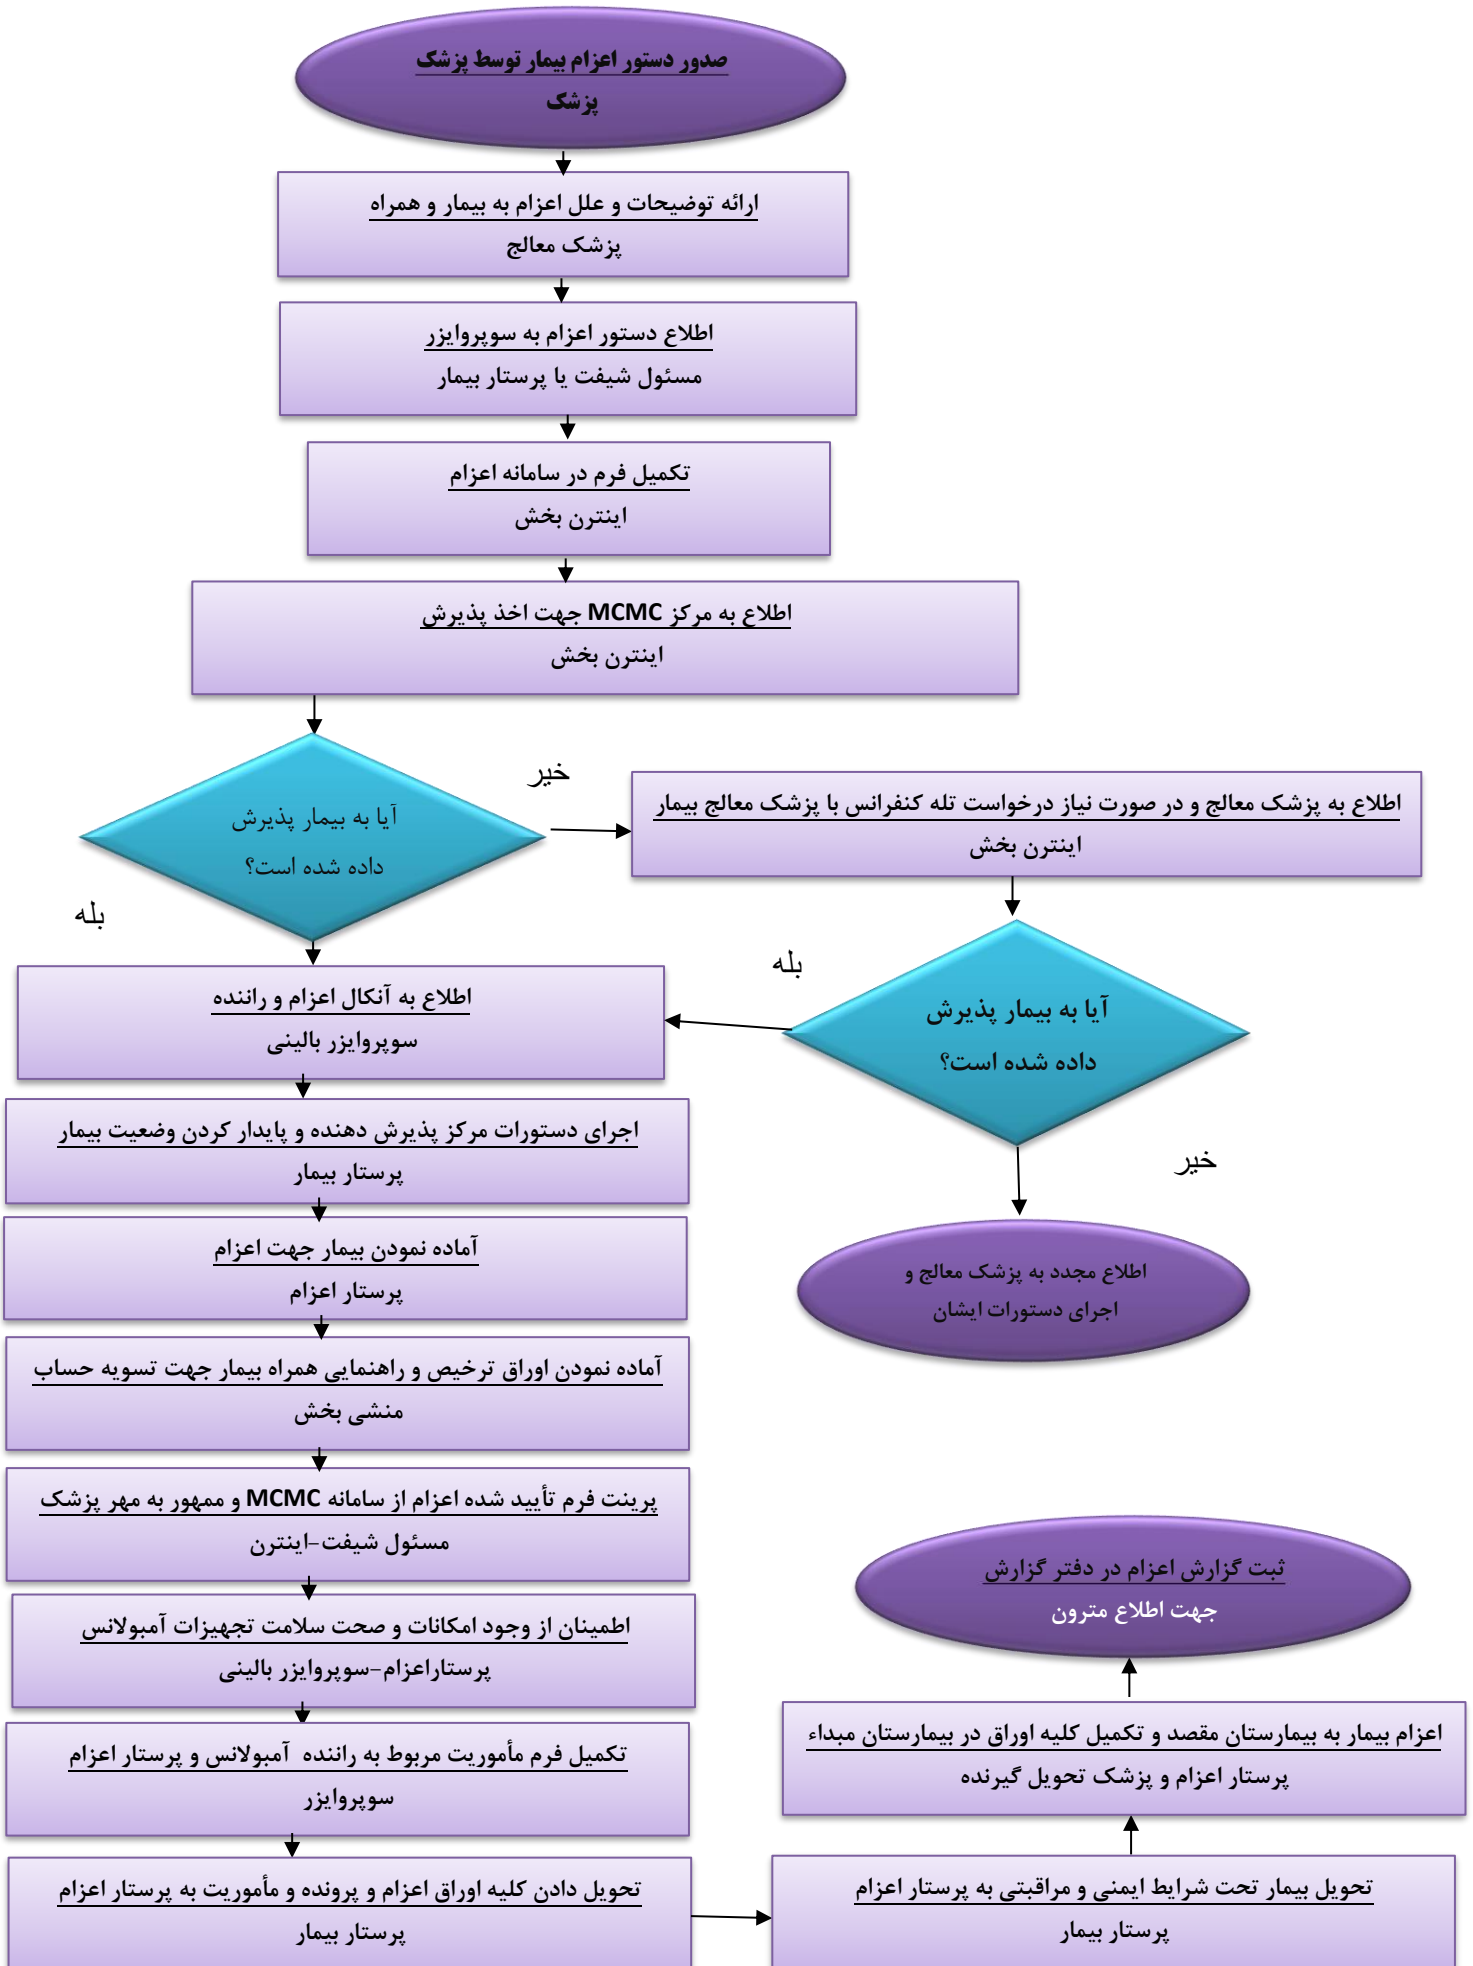 صدور دستور اعزام بیمار توسط پزشک
پزشک
ارائه توضیحات و علل اعزام به بیمار و همراه
پزشک معالج
اطلاع دستور اعزام به سوپروایزر
مسئول شیفت یا پرستار بیمار
تکمیل فرم در سامانه اعزام
اینترن بخش
اطلاع به مرکز MCMC جهت اخذ پذیرش
اینترن بخش
آیا به بیمار پذیرش
داده شده است؟
خیر
اطلاع به پزشک معالج و در صورت نیاز درخواست تله کنفرانس با پزشک معالج بیمار
اینترن بخش
بله
بله
آیا به بیمار پذیرش
داده شده است؟
خیر
اطلاع مجدد به پزشک معالج و
اجرای دستورات ایشان
اطلاع به آنکال اعزام و راننده
سوپروایزر بالینی
اجرای دستورات مرکز پذیرش دهنده و پایدار کردن وضعیت بیمار
پرستار بیمار
آماده نمودن بیمار جهت اعزام
پرستار اعزام
آماده نمودن اوراق ترخیص و راهنمایی همراه بیمار جهت تسویه حساب
منشی بخش
پرینت فرم تأیید شده اعزام از سامانه MCMC و ممهور به مهر پزشک
مسئول شیفت-اینترن
اطمینان از وجود امکانات و صحت سلامت تجهیزات آمبولانس
پرستاراعزام-سوپروایزر بالینی
تکمیل فرم مأموریت مربوط به راننده آمبولانس و پرستار اعزام
سوپروایزر
تحویل دادن کلیه اوراق اعزام و پرونده و مأموریت به پرستار اعزام
پرستار بیمار
تحویل بیمار تحت شرایط ایمنی و مراقبتی به پرستار اعزام
پرستار بیمار
اعزام بیمار به بیمارستان مقصد و تکمیل کلیه اوراق در بیمارستان مبداء
پرستار اعزام و پزشک تحویل گیرنده
ثبت گزارش اعزام در دفتر گزارش
جهت اطلاع مترون